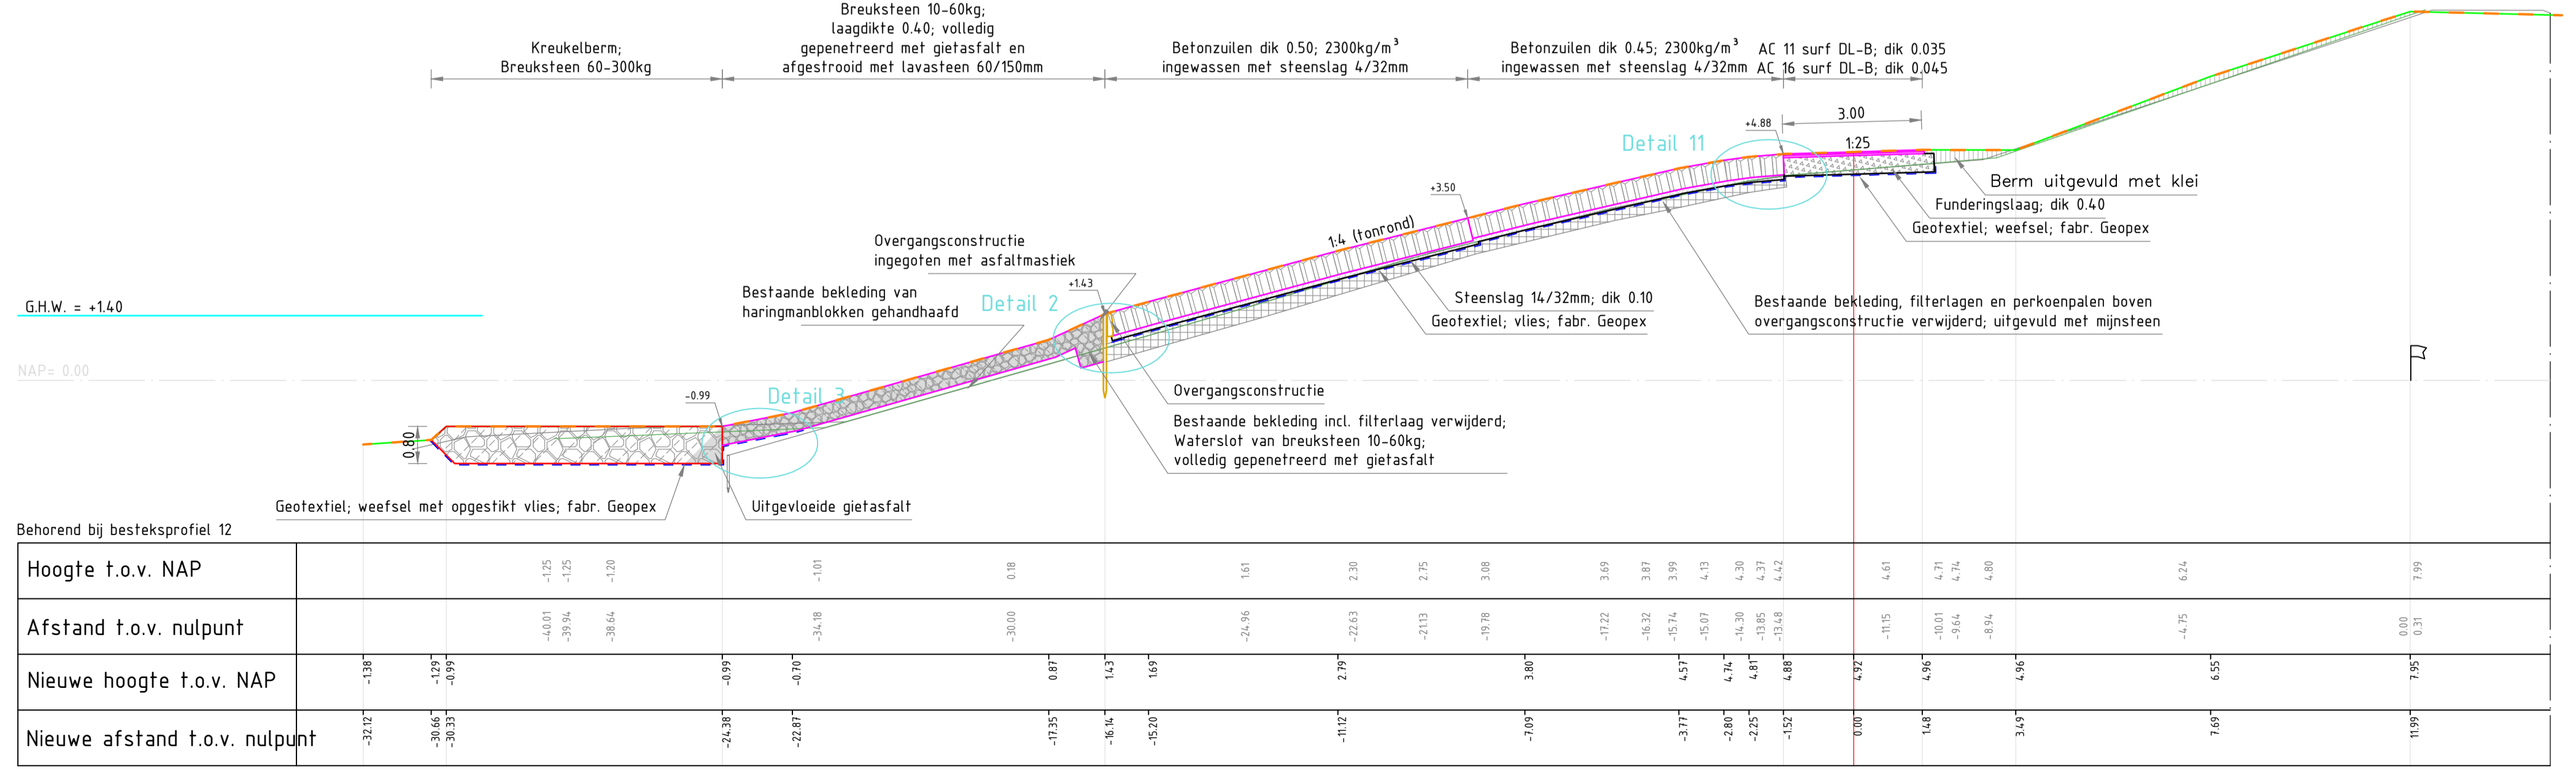 Kreukelberm;
Breuksteen 60-300kg
Breuksteen 10-60kg;
laagdikte 0.40; volledig
gepenetreerd met gietasfalt en
afgestrooid met lavasteen 60/150mm
Betonzuilen dik 0.50; 2300kg/m³
ingewassen met steenslag 4/32mm
Betonzuilen dik 0.45; 2300kg/m³
ingewassen met steenslag 4/32mm
AC 11 surf DL-B; dik 0.035
AC 16 surf DL-B; dik 0.045
3.00
+4.88
1:25
Detail 11
Berm uitgevuld met klei
Funderingslaag; dik 0.40
Geotextiel; weefsel; fabr. Geopex
+3.50
1:4 (tonrond)
Overgangsconstructie
ingegoten met asfaltmastiek
+1.43
Detail 2
Bestaande bekleding van
haringmanblokken gehandhaafd
Steenslag 14/32mm; dik 0.10
Geotextiel; vlies; fabr. Geopex
Bestaande bekleding, filterlagen en perkoenpalen boven
overgangsconstructie verwijderd; uitgevuld met mijnsteen
G.H.W. = +1.40
NAP= 0.00
-0.99
Detail 3
0.80
Overgangsconstructie
Bestaande bekleding incl. filterlaag verwijderd;
Waterslot van breuksteen 10-60kg;
volledig gepenetreerd met gietasfalt
Geotextiel; weefsel met opgestikt vlies; fabr. Geopex
Uitgevloeide gietasfalt
Behorend bij besteksprofiel 12
Hoogte t.o.v. NAP -1.25 -1.25 -1.20 -1.01 0.18 1.61 2.30 2.75 3.08 3.69 3.87 3.99 4.13 4.30 4.37 4.42 4.61 4.71 4.74 4.80 6.24 7.99
Afstand t.o.v. nulpunt -40.01 -39.94 -38.64 -34.18 -30.00 -24.96 -22.63 -21.13 -19.78 -17.22 -16.32 -15.74 -15.07 -14.30 -13.85 -13.48 -11.15 -10.01 -9.64 -8.94 -4.75 0.00 0.31
Nieuwe hoogte t.o.v. NAP -1.38 -1.29 -0.99 -0.99 -0.70 0.87 1.43 1.69 2.79 3.80 4.57 4.74 4.81 4.88 4.92 4.96 4.96 6.55 7.95
Nieuwe afstand t.o.v. nulpunt -32.12 -30.66 -30.33 -24.38 -22.87 -17.35 -16.14 -15.20 -11.12 -7.09 -3.77 -2.80 -2.25 -1.52 0.00 1.48 3.49 7.69 11.99